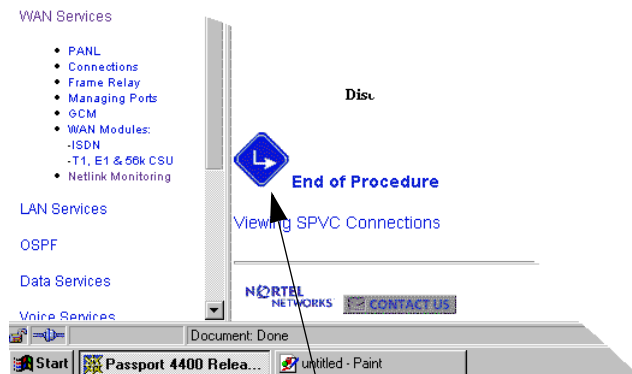 WAN Services
PANL
Connections
Frame Relay
Managing Ports
GCM
WAN Modules:
-ISDN
-T1, E1 & 56k CSU
Netlink Monitoring
LAN Services
OSPF
Data Services
Voice Services
End of Procedure
Viewing SPVC Connections
NORTEL
NETWORKS
CONTACT US
Document: Done
Start
Passport 4400 Relea...
untitled - Paint